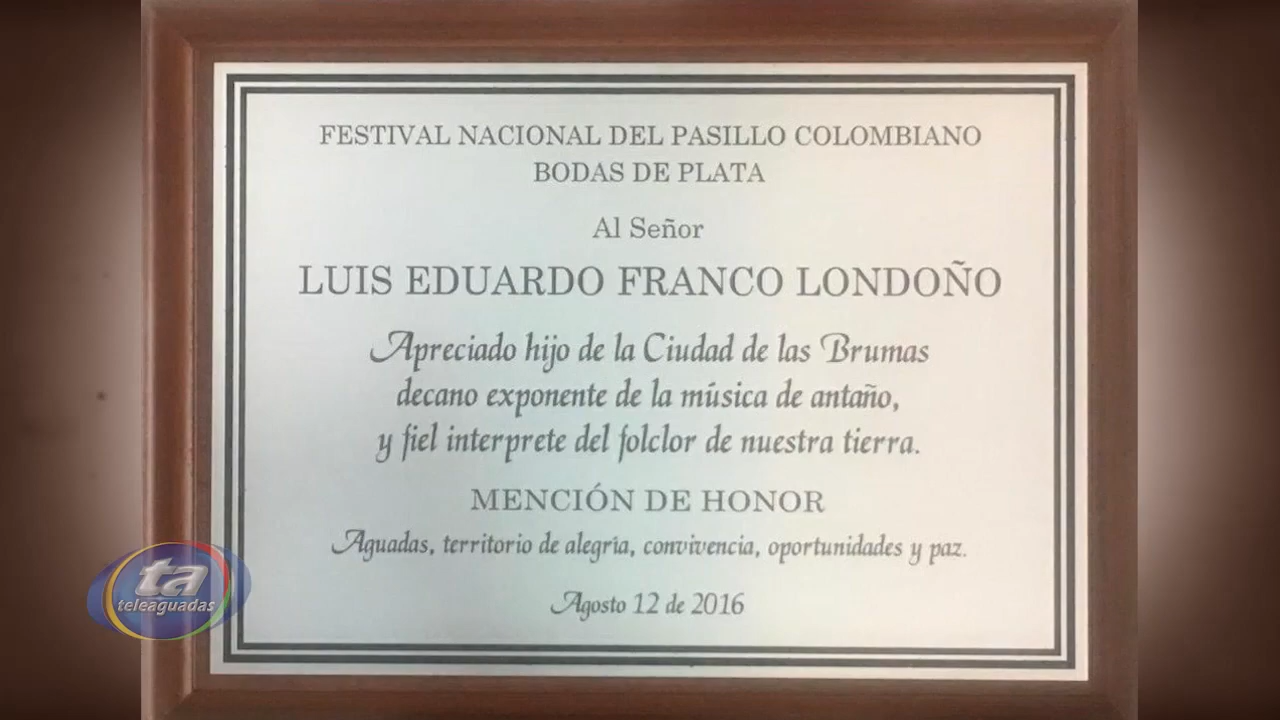 FESTIVAL NACIONAL DEL PASILLO COLOMBIANO
BODAS DE PLATA
Al Señor
LUIS EDUARDO FRANCO LONDOÑO
Apreciado hijo de la Ciudad de las Brumas
decano exponente de la música de antaño,
y fiel interprete del folclor de nuestra tierra.
MENCIÓN DE HONOR
Aguadas, territorio de alegría, convivencia, oportunidades y paz.
Agosto 12 de 2016
ta
teleaguadas